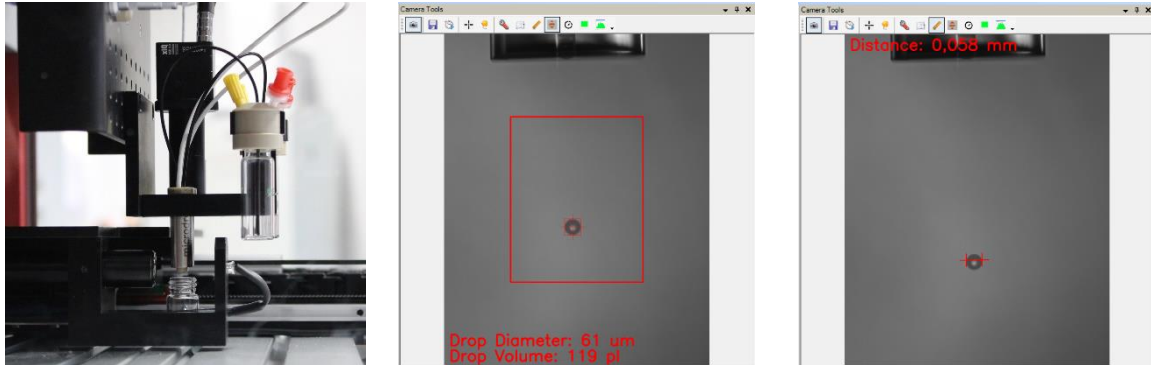 Camera Tools
Drop Diameter: 61 um
Drop Volume: 119 pl
Camera Tools
Distance: 0,058 mm